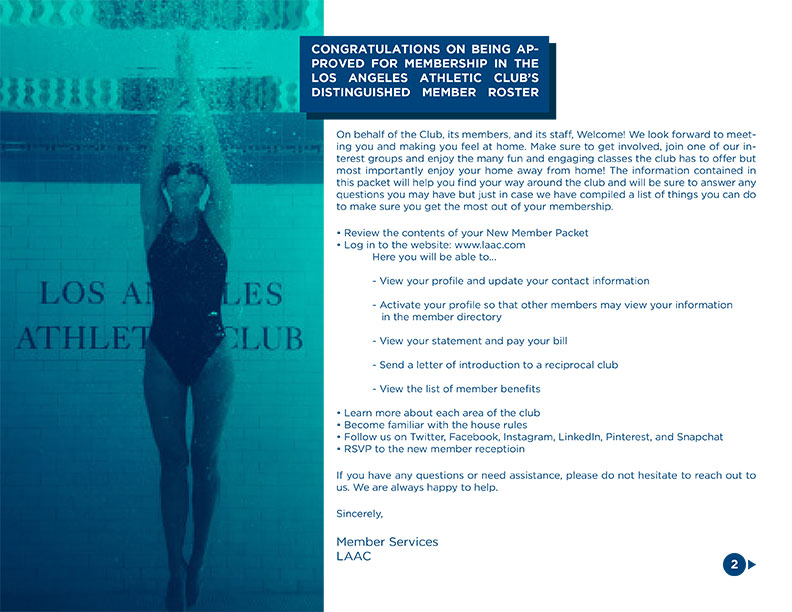 LOS AN LES
ATHLET CLUB
CONGRATULATIONS ON BEING AP-
PROVED FOR MEMBERSHIP IN THE
LOS ANGELES ATHLETIC CLUB'S
DISTINGUISHED MEMBER ROSTER
On behalf of the Club, its members, and its staff, Welcome! We look forward to meet-
ing you and making you feel at home. Make sure to get involved, join one of our in-
terest groups and enjoy the many fun and engaging classes the club has to offer but
most importantly enjoy your home away from home! The information contained in
this packet will help you find your way around the club and will be sure to answer any
questions you may have but just in case we have compiled a list of things you can do
to make sure you get the most out of your membership.
• Review the contents of your New Member Packet
• Log in to the website: www.laac.com
Here you will be able to...
- View your profile and update your contact information
- Activate your profile so that other members may view your information
in the member directory
- View your statement and pay your bill
- Send a letter of introduction to a reciprocal club
- View the list of member benefits
• Learn more about each area of the club
• Become familiar with the house rules
• Follow us on Twitter, Facebook, Instagram, LinkedIn, Pinterest, and Snapchat
• RSVP to the new member receptioin
If you have any questions or need assistance, please do not hesitate to reach out to
us. We are always happy to help.
Sincerely,
Member Services
LAAC
2